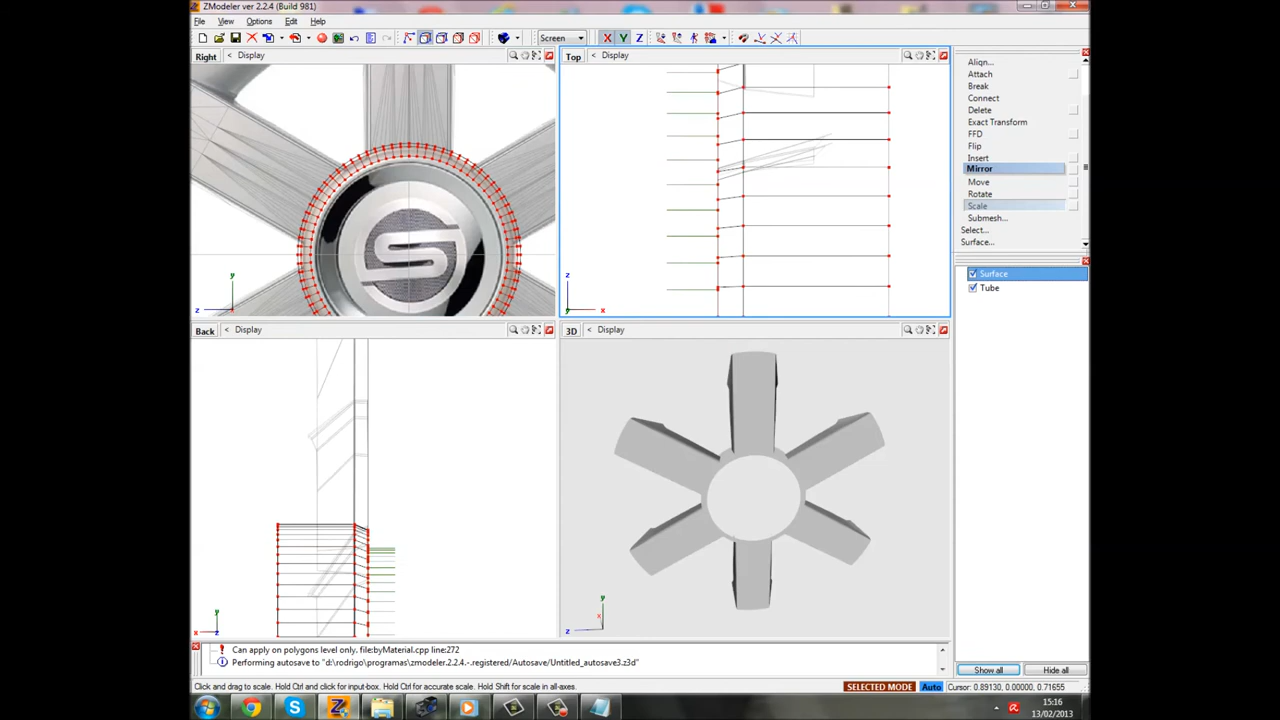 ZModeler ver 2.2.4 (Build 981)
File View Options Edit Help
Screen X Y Z
Right < Display
Top < Display
Align...
Attach
Break
Connect
Delete
Exact Transform
FFD
Flip
Insert
Mirror
Move
Rotate
Scale
Submesh...
Select...
Surface...
Surface
Tube
y
z
z
y x
Back < Display
3D < Display
y
x z
y
x
z
Can apply on polygons level only. file:byMaterial.cpp line:272
Performing autosave to "d:\rodrigo\programas\zmodeler.2.2.4.-.registered/Autosave/Untitled_autosave3.z3d"
Show all Hide all
Click and drag to scale. Hold Ctrl and click for input-box. Hold Ctrl for accurate scale. Hold Shift for scale in all-axes.
SELECTED MODE Auto Cursor: 0.89130, 0.00000, 0.71655
15:16
13/02/2013